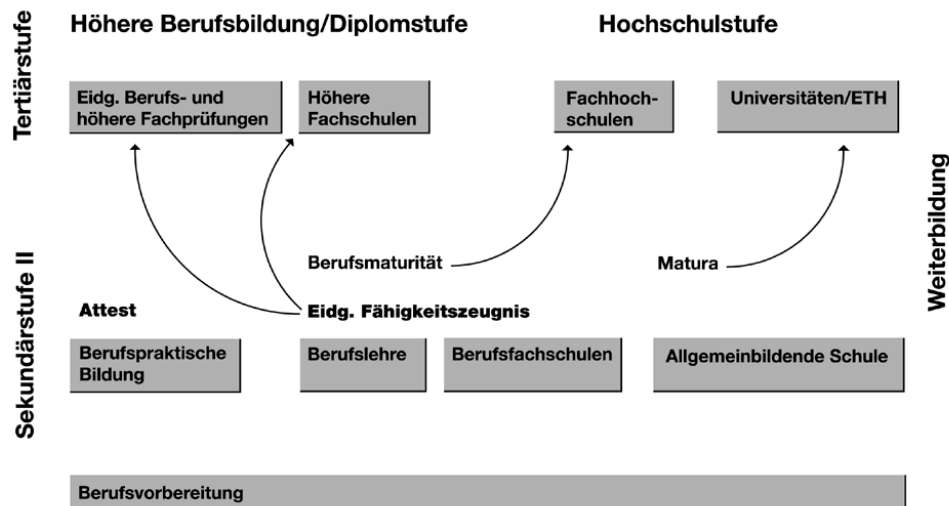 Höhere Berufsbildung/Diplomstufe
Hochschulstufe
Tertiärstufe
Eidg. Berufs- und
höhere Fachprüfungen
Höhere
Fachschulen
Fachhoch-
schulen
Universitäten/ETH
Weiterbildung
Sekundärstufe II
Berufsmaturität
Matura
Attest
Eidg. Fähigkeitszeugnis
Berufspraktische
Bildung
Berufslehre
Berufsfachschulen
Allgemeinbildende Schule
Berufsvorbereitung